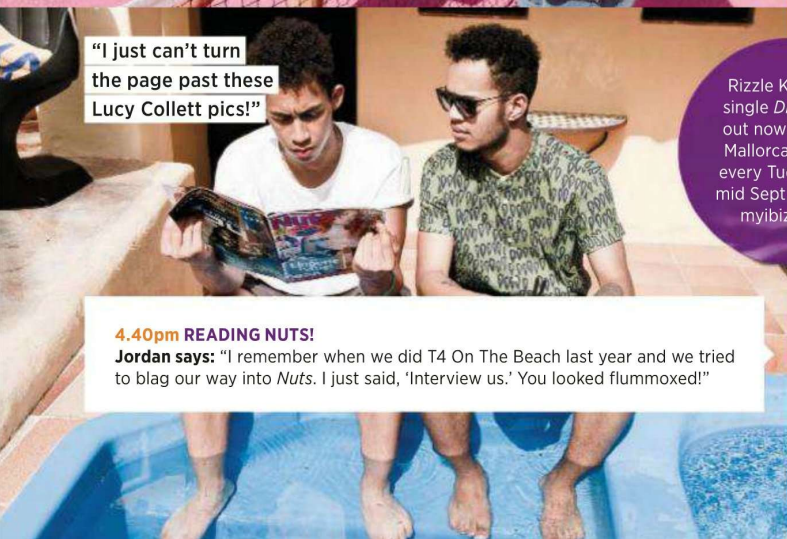 “I just can’t turn
the page past these
Lucy Collett pics!”
Rizzle
single
out now
Mallorca
every
mid Sept
Nuts
4.40pm READING NUTS!
Jordan says: “I remember when we did T4 On The Beach last year and we tried
to blag our way into Nuts. I just said, ‘Interview us.’ You looked flummoxed!”